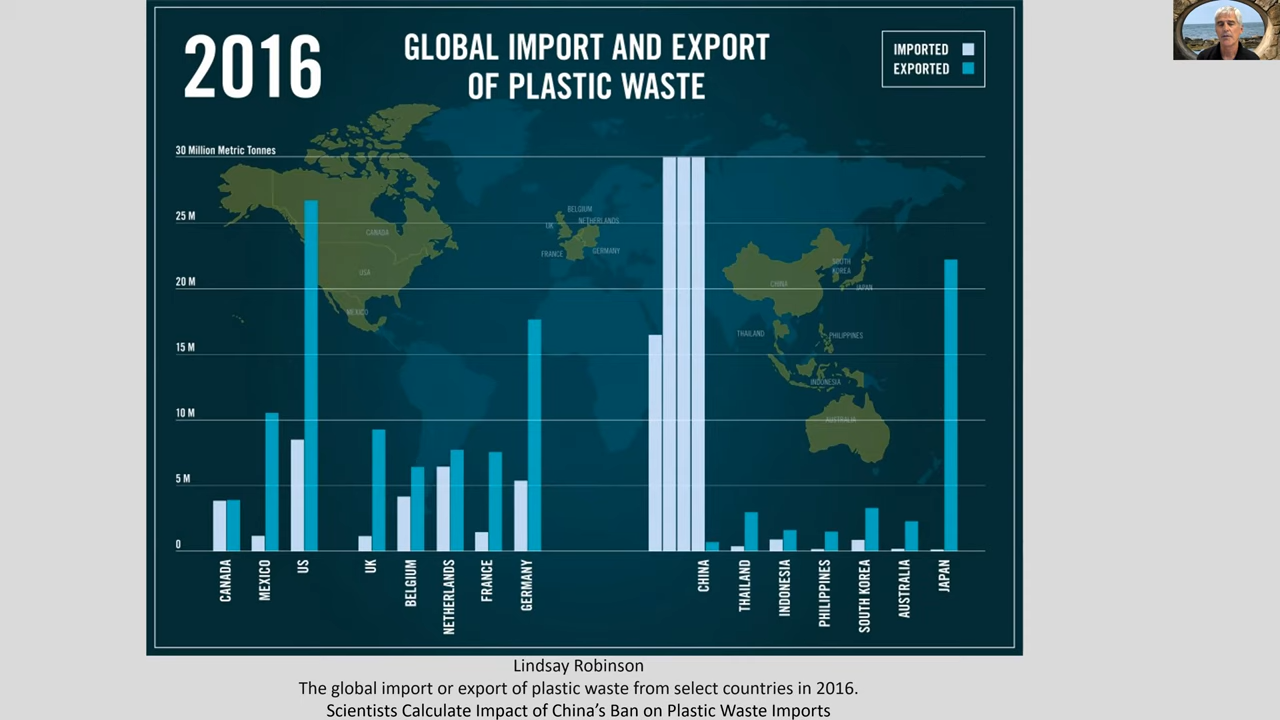 2016
GLOBAL IMPORT AND EXPORT
OF PLASTIC WASTE
IMPORTED
EXPORTED
30 Million Metric Tonnes
25 M
20 M
15 M
10 M
5 M
0
CANADA
USA
MEXICO
BELGIUM
UK
NETHERLANDS
FRANCE
GERMANY
SOUTH
KOREA
CHINA
JAPAN
THAILAND
PHILIPPINES
INDONESIA
AUSTRALIA
CANADA
MEXICO
US
UK
BELGIUM
NETHERLANDS
FRANCE
GERMANY
CHINA
THAILAND
INDONESIA
PHILIPPINES
SOUTH KOREA
AUSTRALIA
JAPAN
Lindsay Robinson
The global import or export of plastic waste from select countries in 2016.
Scientists Calculate Impact of China’s Ban on Plastic Waste Imports